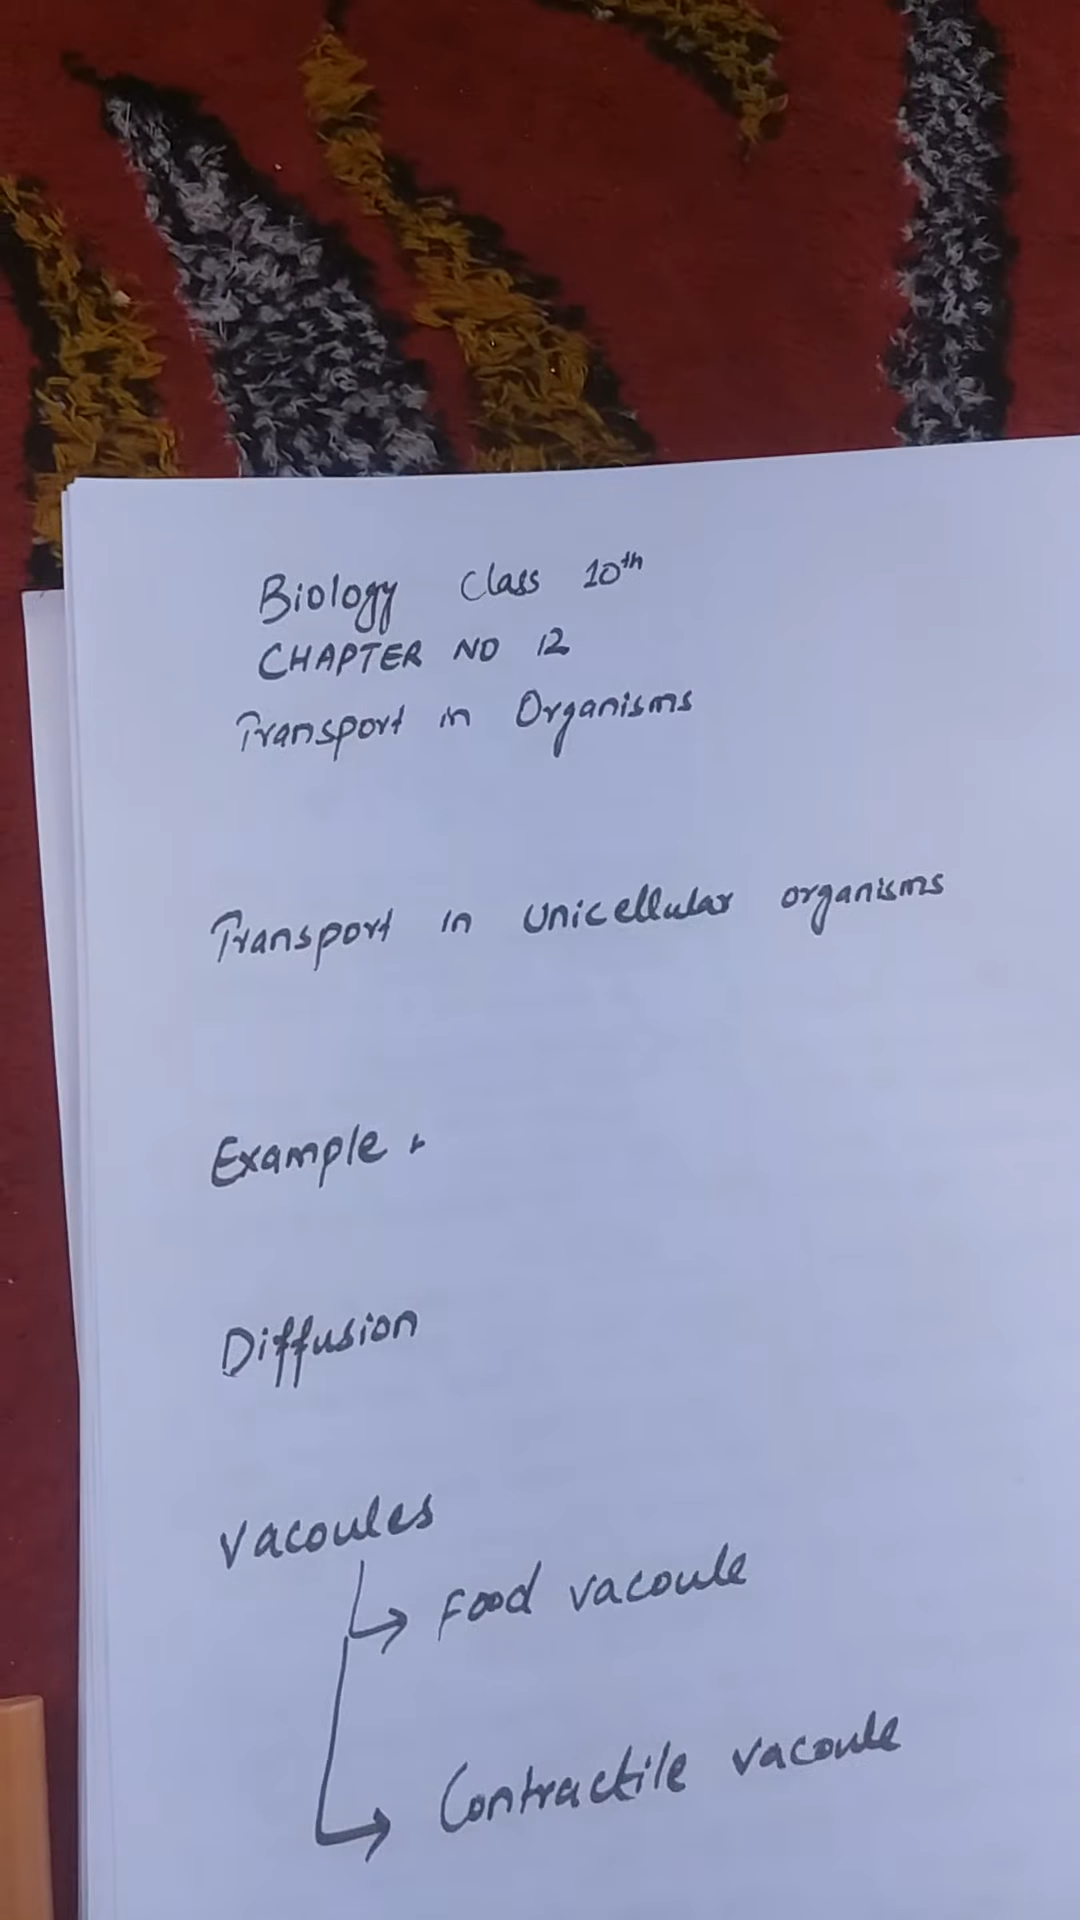 Biology Class 10th
CHAPTER NO 12
Transport in Organisms
Transport in Unicellular organisms
Example.
Diffusion
Vacoules
Food vacoule
Contractile vacoule